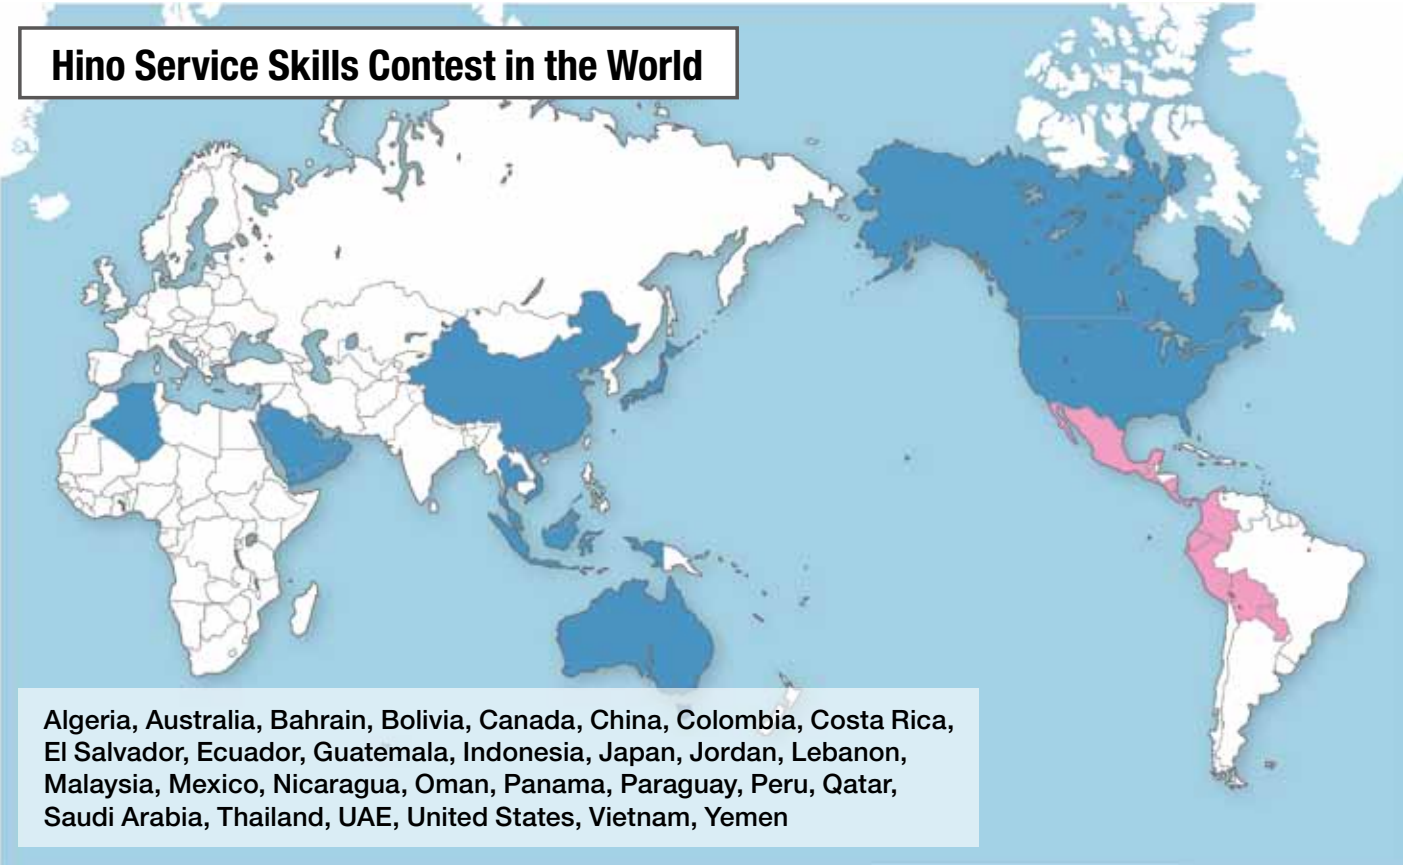 Hino Service Skills Contest in the World
Algeria, Australia, Bahrain, Bolivia, Canada, China, Colombia, Costa Rica,
El Salvador, Ecuador, Guatemala, Indonesia, Japan, Jordan, Lebanon,
Malaysia, Mexico, Nicaragua, Oman, Panama, Paraguay, Peru, Qatar,
Saudi Arabia, Thailand, UAE, United States, Vietnam, Yemen